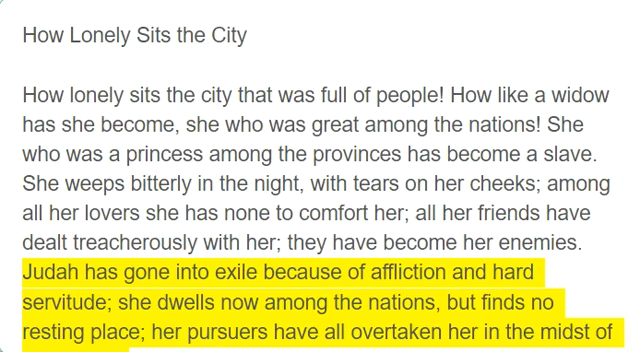 How Lonely Sits the City
How lonely sits the city that was full of people! How like a widow
has she become, she who was great among the nations! She
who was a princess among the provinces has become a slave.
She weeps bitterly in the night, with tears on her cheeks; among
all her lovers she has none to comfort her; all her friends have
dealt treacherously with her; they have become her enemies.
Judah has gone into exile because of affliction and hard
servitude; she dwells now among the nations, but finds no
resting place; her pursuers have all overtaken her in the midst of